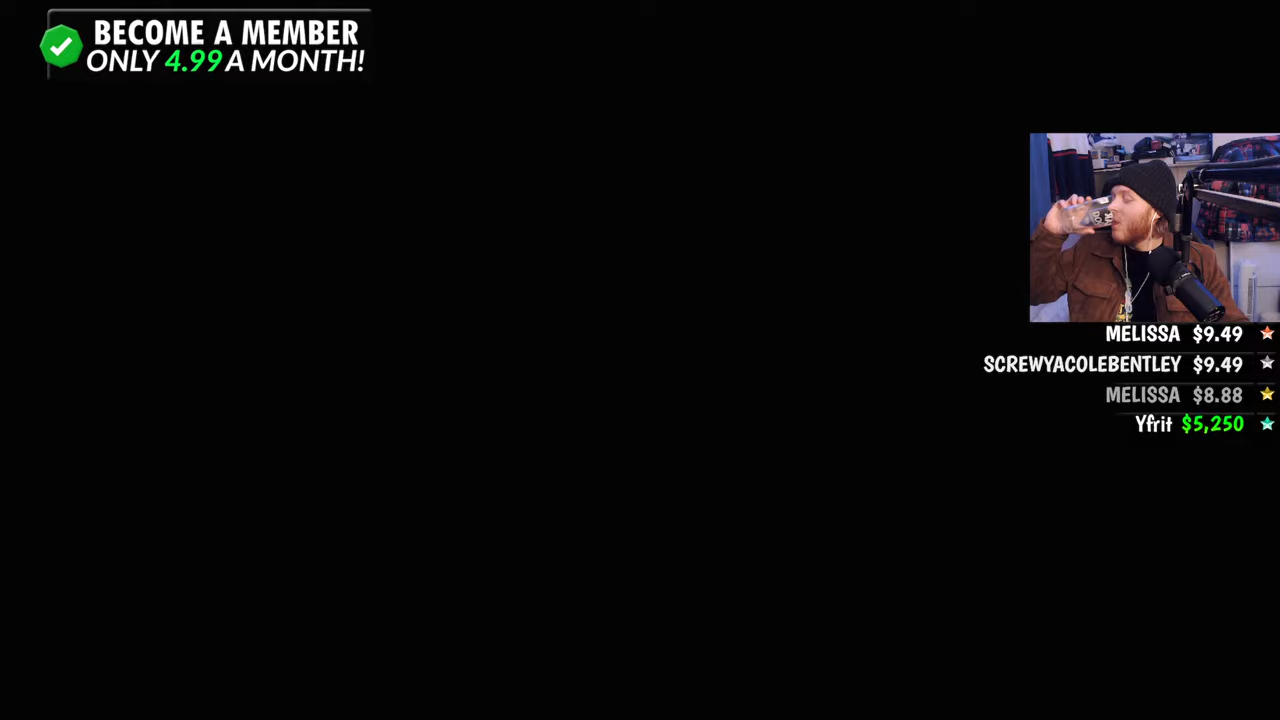 BECOME A MEMBER
ONLY 4.99 A MONTH!
MELISSA $9.49
SCREWYACOLEBENTLEY $9.49
MELISSA $8.88
Yfrit $5,250